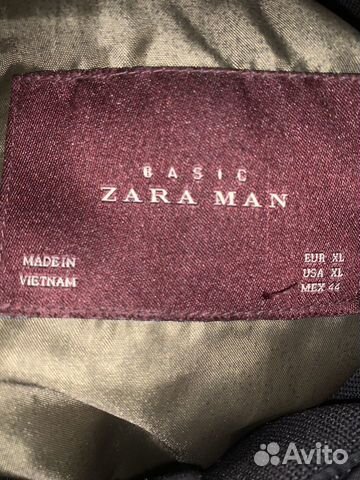 BASIC
ZARA MAN
MADE IN
VIETNAM
EUR XL
USA XL
MEX 44
Avito